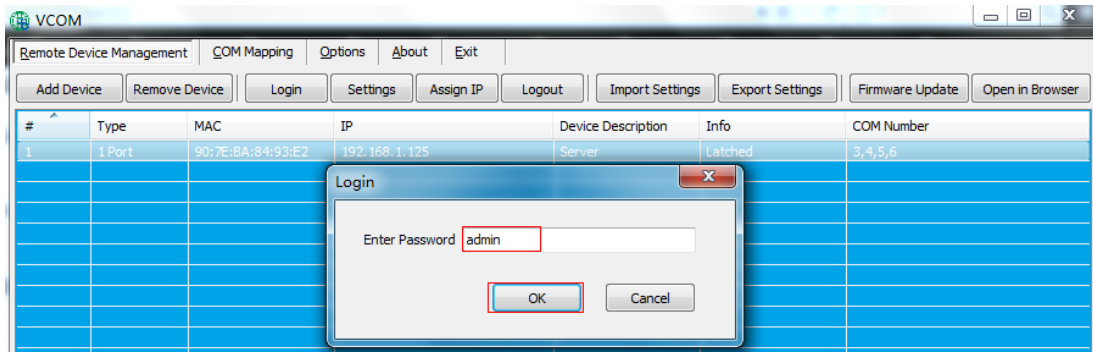 VCOM
Remote Device Management COM Mapping Options About Exit
Add Device Remove Device Login Settings Assign IP Logout Import Settings Export Settings Firmware Update Open in Browser
# Type MAC IP Device Description Info COM Number
1 1 Port 90:7E:BA:84:93:E2 192.168.1.125 Server Latched 3,4,5,6
Login
Enter Password admin
OK Cancel